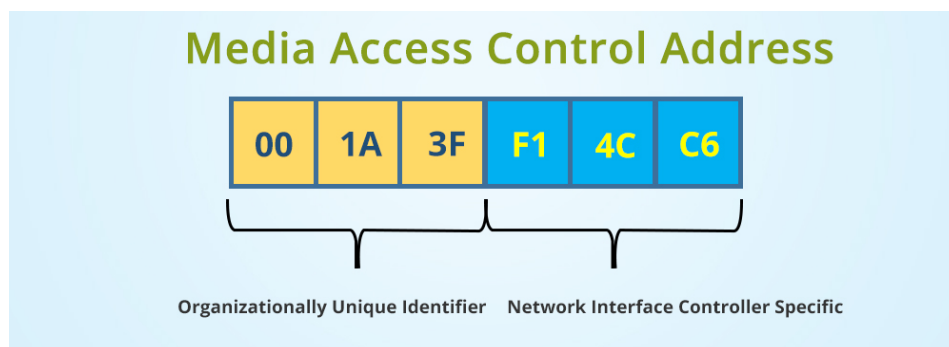 Media Access Control Address
00 1A 3F F1 4C C6
Organizationally Unique Identifier Network Interface Controller Specific